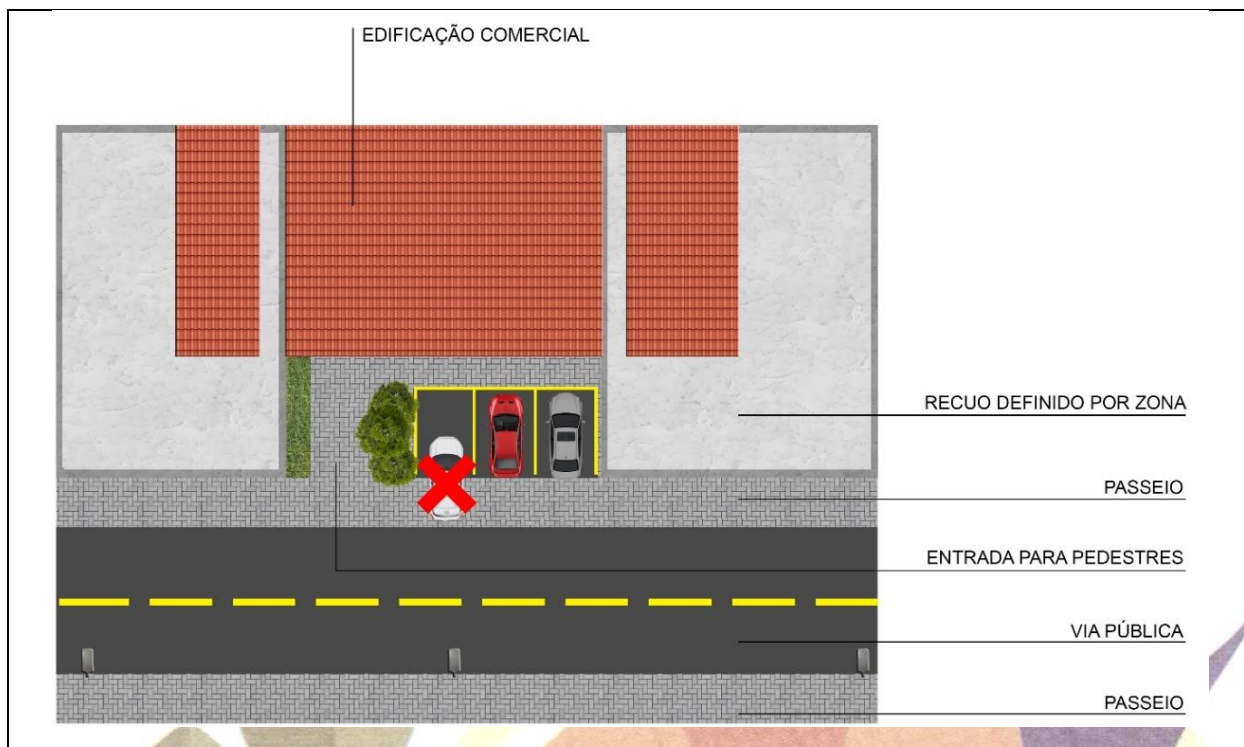 EDIFICAÇÃO COMERCIAL
RECUO DEFINIDO POR ZONA
PASSEIO
ENTRADA PARA PEDESTRES
VIA PÚBLICA
PASSEIO